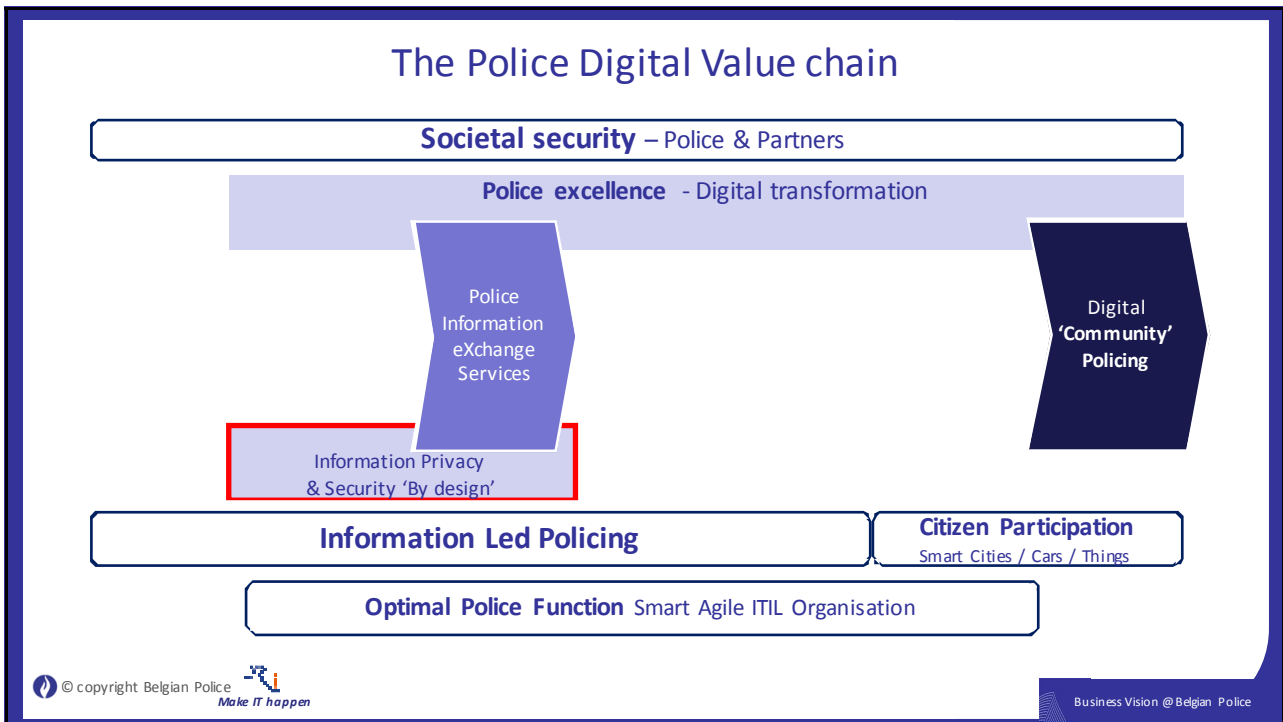 The Police Digital Value chain
Societal security – Police & Partners
Police excellence - Digital transformation
Police
Information
eXchange
Services
Digital
‘Community’
Policing
Information Privacy
& Security ‘By design’
Information Led Policing
Citizen Participation
Smart Cities / Cars / Things
Optimal Police Function Smart Agile ITIL Organisation
© copyright Belgian Police
Make IT happen
Business Vision @ Belgian Police